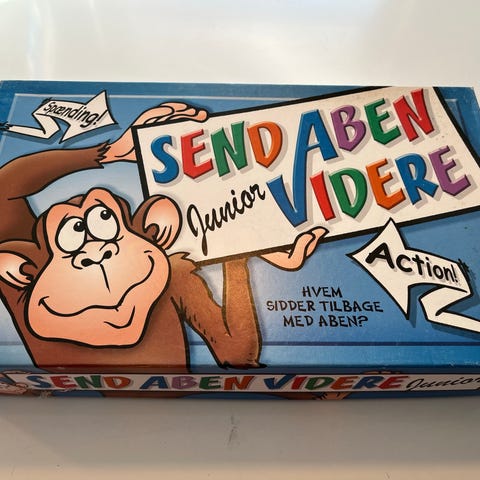 Spænding!
SEND ABEN
Junior VIDERE
Action!
HVEM
SIDDER TILBAGE
MED ABEN?
SEND ABEN VIDERE Junior